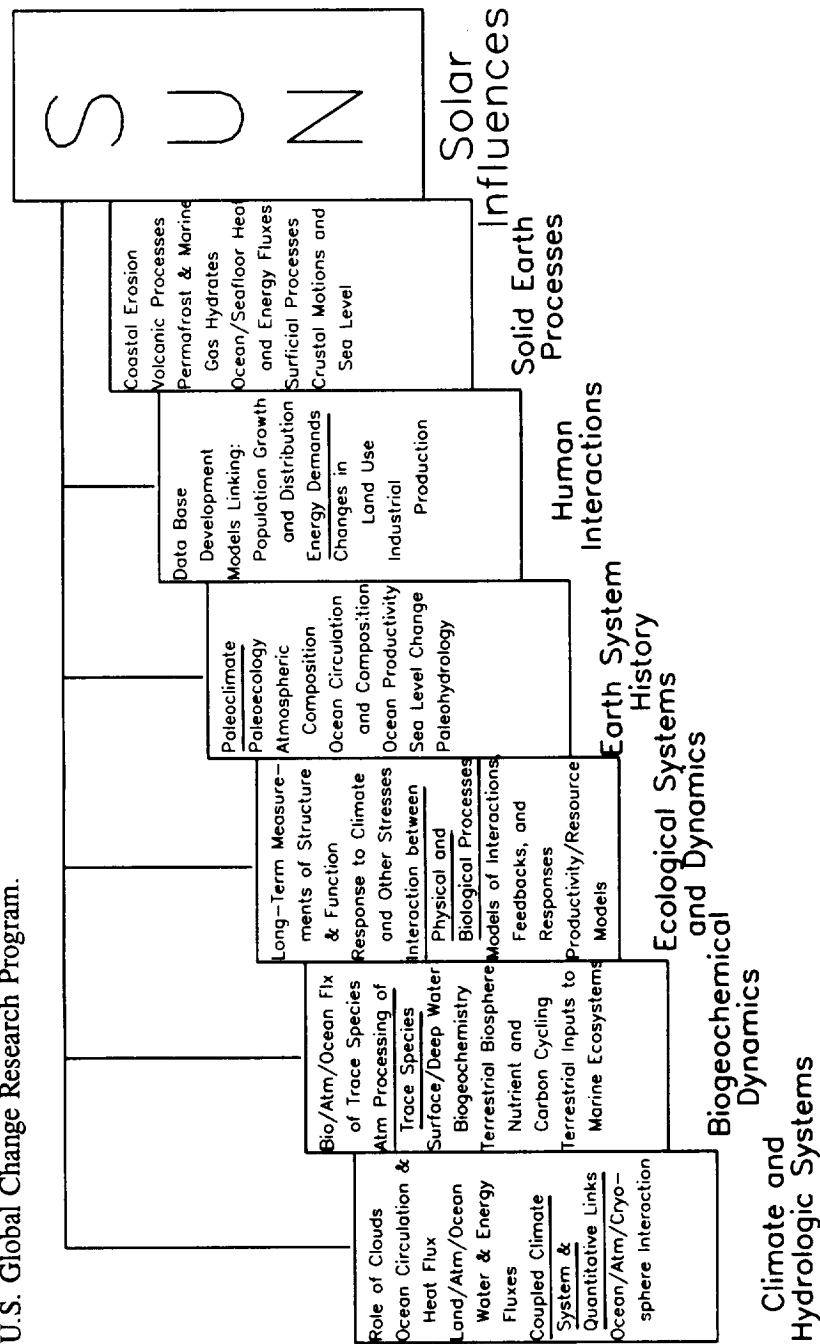 U.S. Global Change Research Program.
Role of Clouds
Ocean Circulation &
Heat Flux
Land/Atm/Ocean
Water & Energy
Fluxes
Coupled Climate
System &
Quantitative Links
Ocean/Atm/Cryo-
sphere Interaction
Climate and
Hydrologic Systems
Bio/Atm/Ocean Flx
of Trace Species
Atm Processing of
Trace Species
Surface/Deep Water
Biogeochemistry
Terrestrial Biosphere
Nutrient and
Carbon Cycling
Terrestrial Inputs to
Marine Ecosystems
Biogeochemical
Dynamics
Long-Term Measure-
ments of Structure
& Function
Response to Climate
and Other Stresses
Interaction between
Physical and
Biological Processes
Models of Interactions,
Feedbacks, and
Responses
Productivity/Resource
Models
Ecological Systems
and Dynamics
Paleoclimate
Paleoecology
Atmospheric
Composition
Ocean Circulation
and Composition
Ocean Productivity
Sea Level Change
Paleohydrology
Earth System
History
Data Base
Development
Models Linking:
Population Growth
and Distribution
Energy Demands
Changes in
Land Use
Industrial
Production
Human
Interactions
Coastal Erosion
Volcanic Processes
Permafrost & Marine
Gas Hydrates
Ocean/Seafloor Heat
and Energy Fluxes
Surficial Processes
Crustal Motions and
Sea Level
Solid Earth
Processes
S
U
N
Solar
Influences